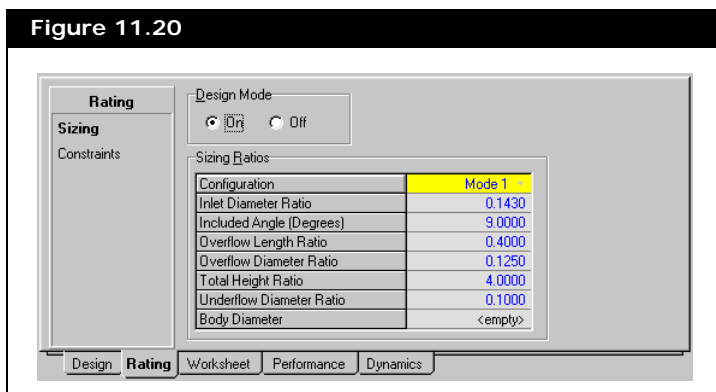 Figure 11.20
Rating
Sizing
Constraints
Design Mode
On Off
Sizing Ratios
Configuration Mode 1
Inlet Diameter Ratio 0.1430
Included Angle (Degrees) 9.0000
Overflow Length Ratio 0.4000
Overflow Diameter Ratio 0.1250
Total Height Ratio 4.0000
Underflow Diameter Ratio 0.1000
Body Diameter <empty>
Design Rating Worksheet Performance Dynamics